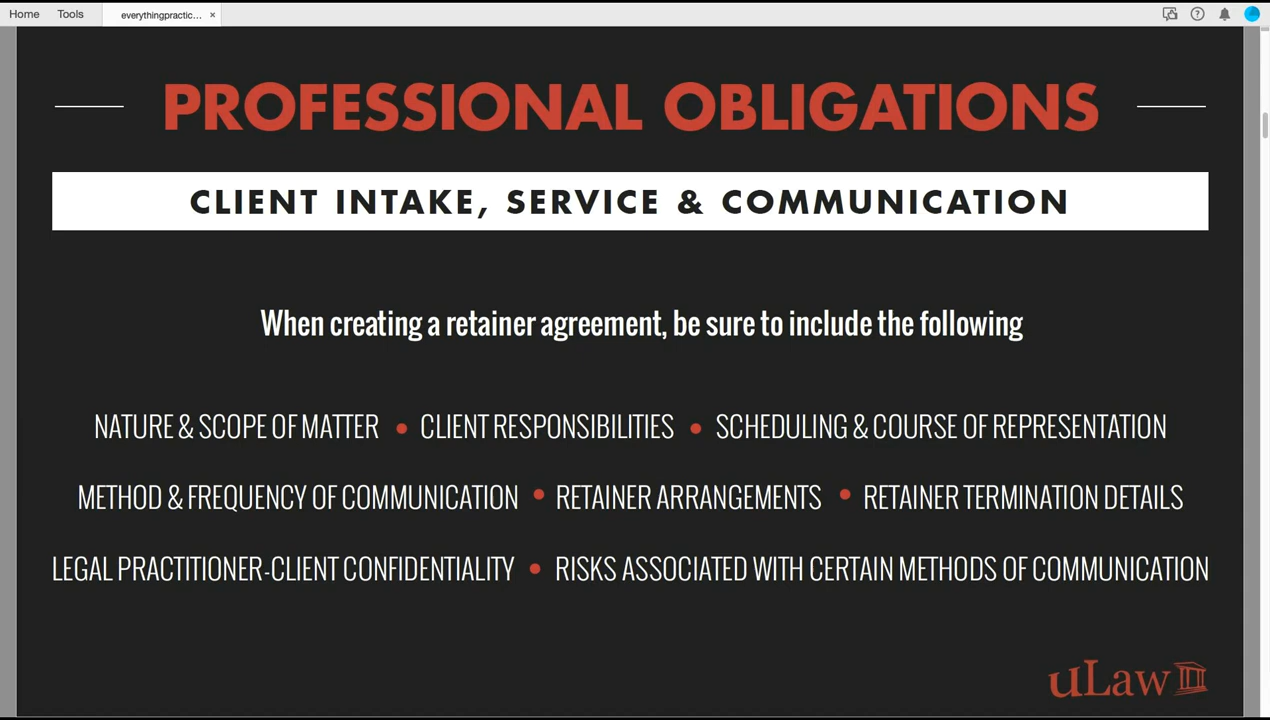 Home Tools everythingpractic... ×
PROFESSIONAL OBLIGATIONS
CLIENT INTAKE, SERVICE & COMMUNICATION
When creating a retainer agreement, be sure to include the following
NATURE & SCOPE OF MATTER • CLIENT RESPONSIBILITIES • SCHEDULING & COURSE OF REPRESENTATION
METHOD & FREQUENCY OF COMMUNICATION • RETAINER ARRANGEMENTS • RETAINER TERMINATION DETAILS
LEGAL PRACTITIONER-CLIENT CONFIDENTIALITY • RISKS ASSOCIATED WITH CERTAIN METHODS OF COMMUNICATION
uLaw